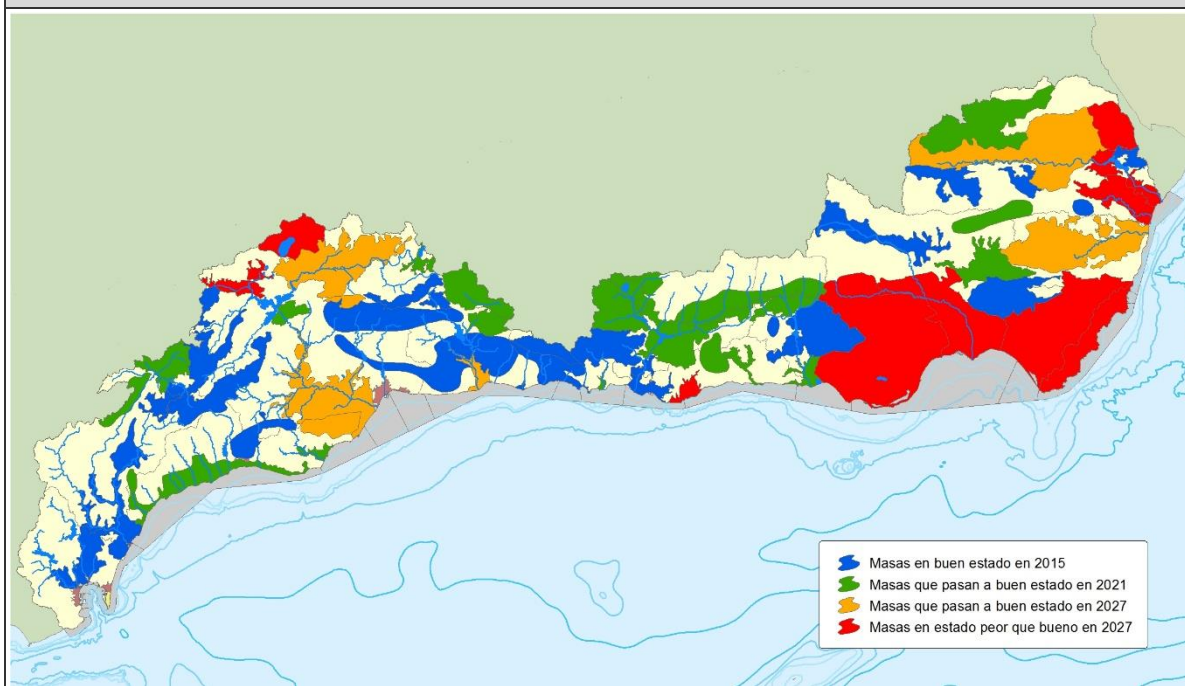 Masas en buen estado en 2015
Masas que pasan a buen estado en 2021
Masas que pasan a buen estado en 2027
Masas en estado peor que bueno en 2027